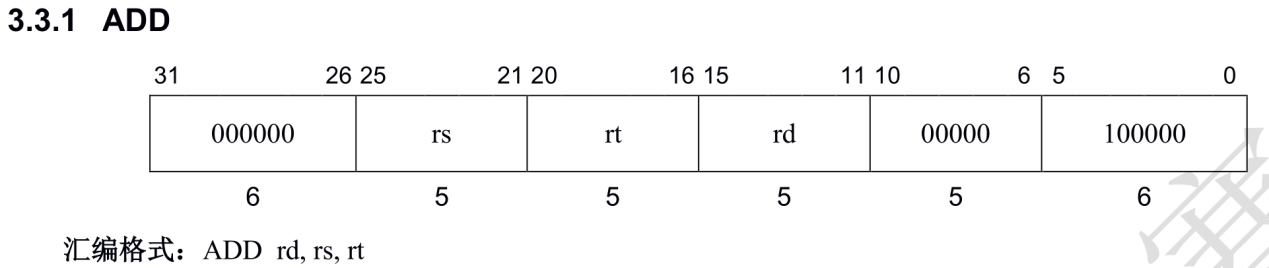 3.3.1 ADD
31 26 25 21 20 16 15 11 10 6 5 0
000000 rs rt rd 00000 100000
6 5 5 5 5 6
汇编格式：ADD rd, rs, rt